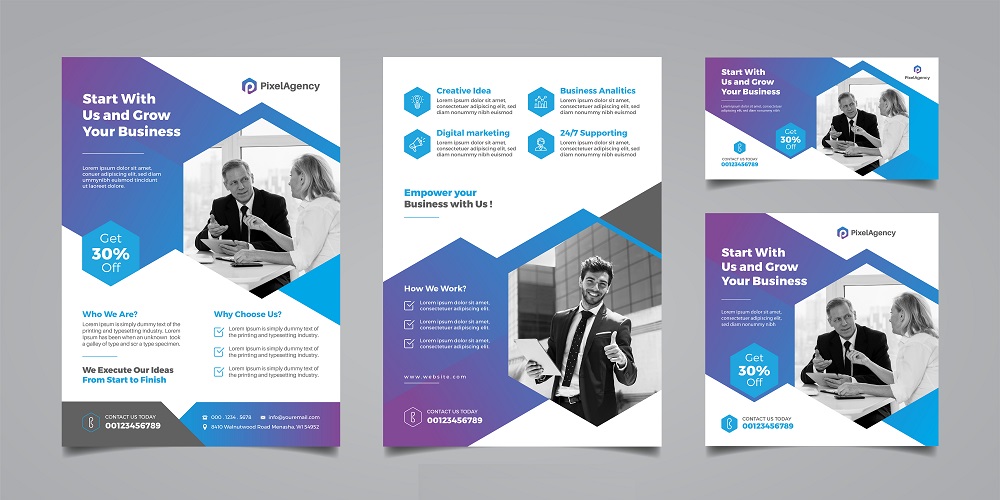 PixelAgency
Start With
Us and Grow
Your Business
Lorem ipsum dolor sit amet,
consectetuer adipiscing elit, sed
diam nonummy nibh euismod tincidunt
ut laoreet dolore.
Get
30%
Off
Who We Are?
Lorem Ipsum is simply dummy text of the
printing and typesetting industry. Lorem
Ipsum has been when an unknown took
a galley of type and scr arn bled text.
We Execute Our Ideas
From Start to Finish
Why Choose Us?
Lorem Ipsum is simply dummy text of
the printing and typesetting industry.
Lorem Ipsum is simply dummy text of
the printing and typesetting industry.
Lorem Ipsum is simply dummy text of
the printing and typesetting industry.
CONTACT US TODAY
00123456789
000 . 1234 . 5678
info@youremail.com
8410 Walnutwood Road Menasha, WI 54952
Creative Idea
Lorem ipsum dolor sit amet,
consectetuer adipiscing elit, sed
diam nonummy nibh euismod
Business Analitics
Lorem ipsum dolor sit amet,
consectetuer adipiscing elit, sed
diam nonummy nibh euismod
Digital marketing
Lorem ipsum dolor sit amet,
consectetuer adipiscing elit, sed
diam nonummy nibh euismod
24/7 Supporting
Lorem ipsum dolor sit amet,
consectetuer adipiscing elit, sed
diam nonummy nibh euismod
Empower your
Business with Us !
How We Work?
Lorem ipsum dolor sit amet,
consectetuer adipiscing elit.
Lorem ipsum dolor sit amet,
consectetuer adipiscing elit.
Lorem ipsum dolor sit amet,
consectetuer adipiscing elit.
www.website.com
CONTACT US TODAY
00123456789
PixelAgency
Start With
Us and Grow
Your Business
Get
30%
Off
CONTACT US TODAY
00123456789
PixelAgency
Start With
Us and Grow
Your Business
Lorem ipsum dolor sit amet,
consectetuer adipiscing elit, sed
diam nonummy nibh
Get
30%
Off
CONTACT US TODAY
00123456789